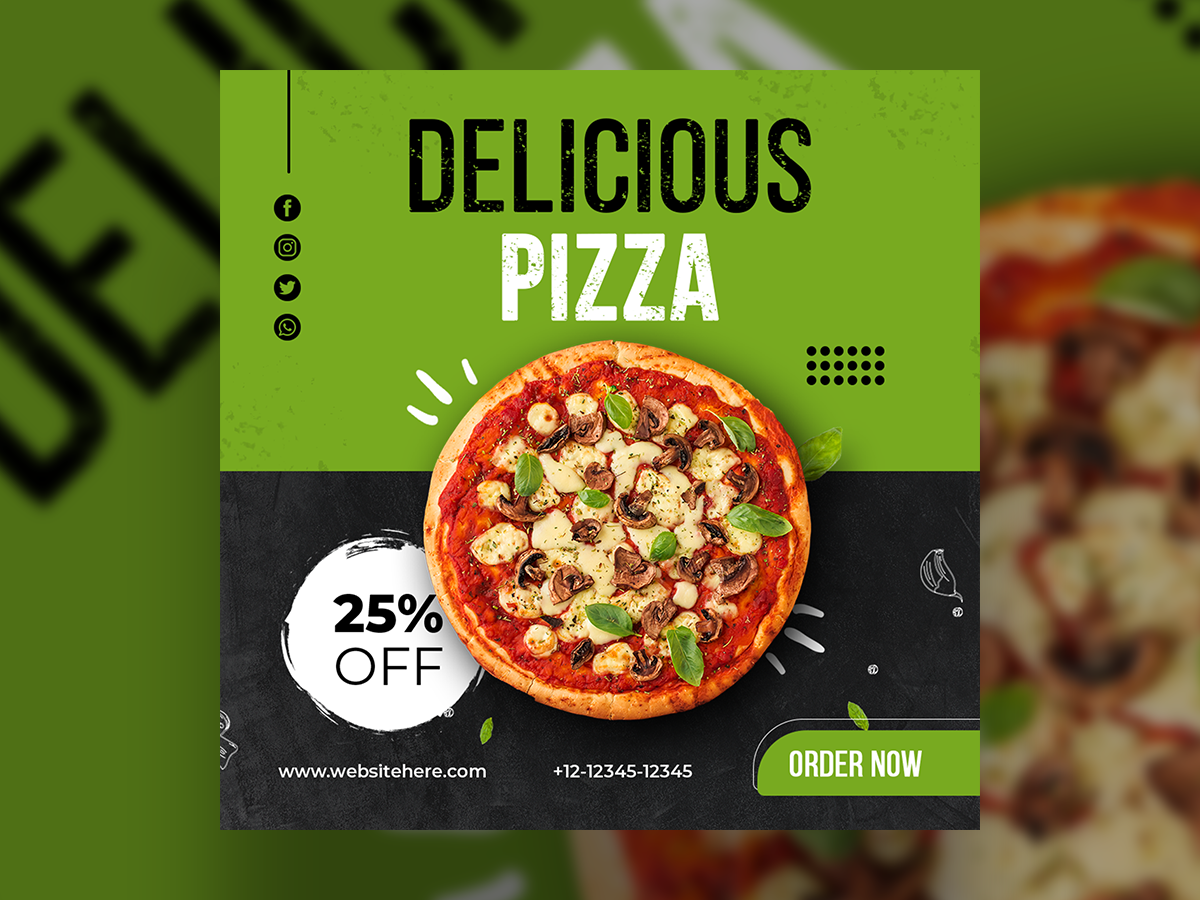 DELICIOUS
PIZZA
25%
OFF
www.websitehere.com
+12-12345-12345
ORDER NOW